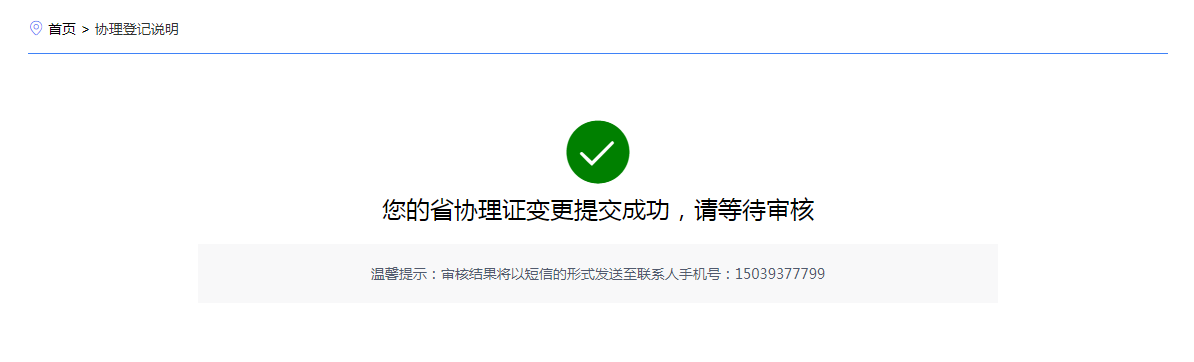 首页 > 协理登记说明
您的省协理证变更提交成功，请等待审核
温馨提示：审核结果将以短信的形式发送至联系人手机号：15039377799